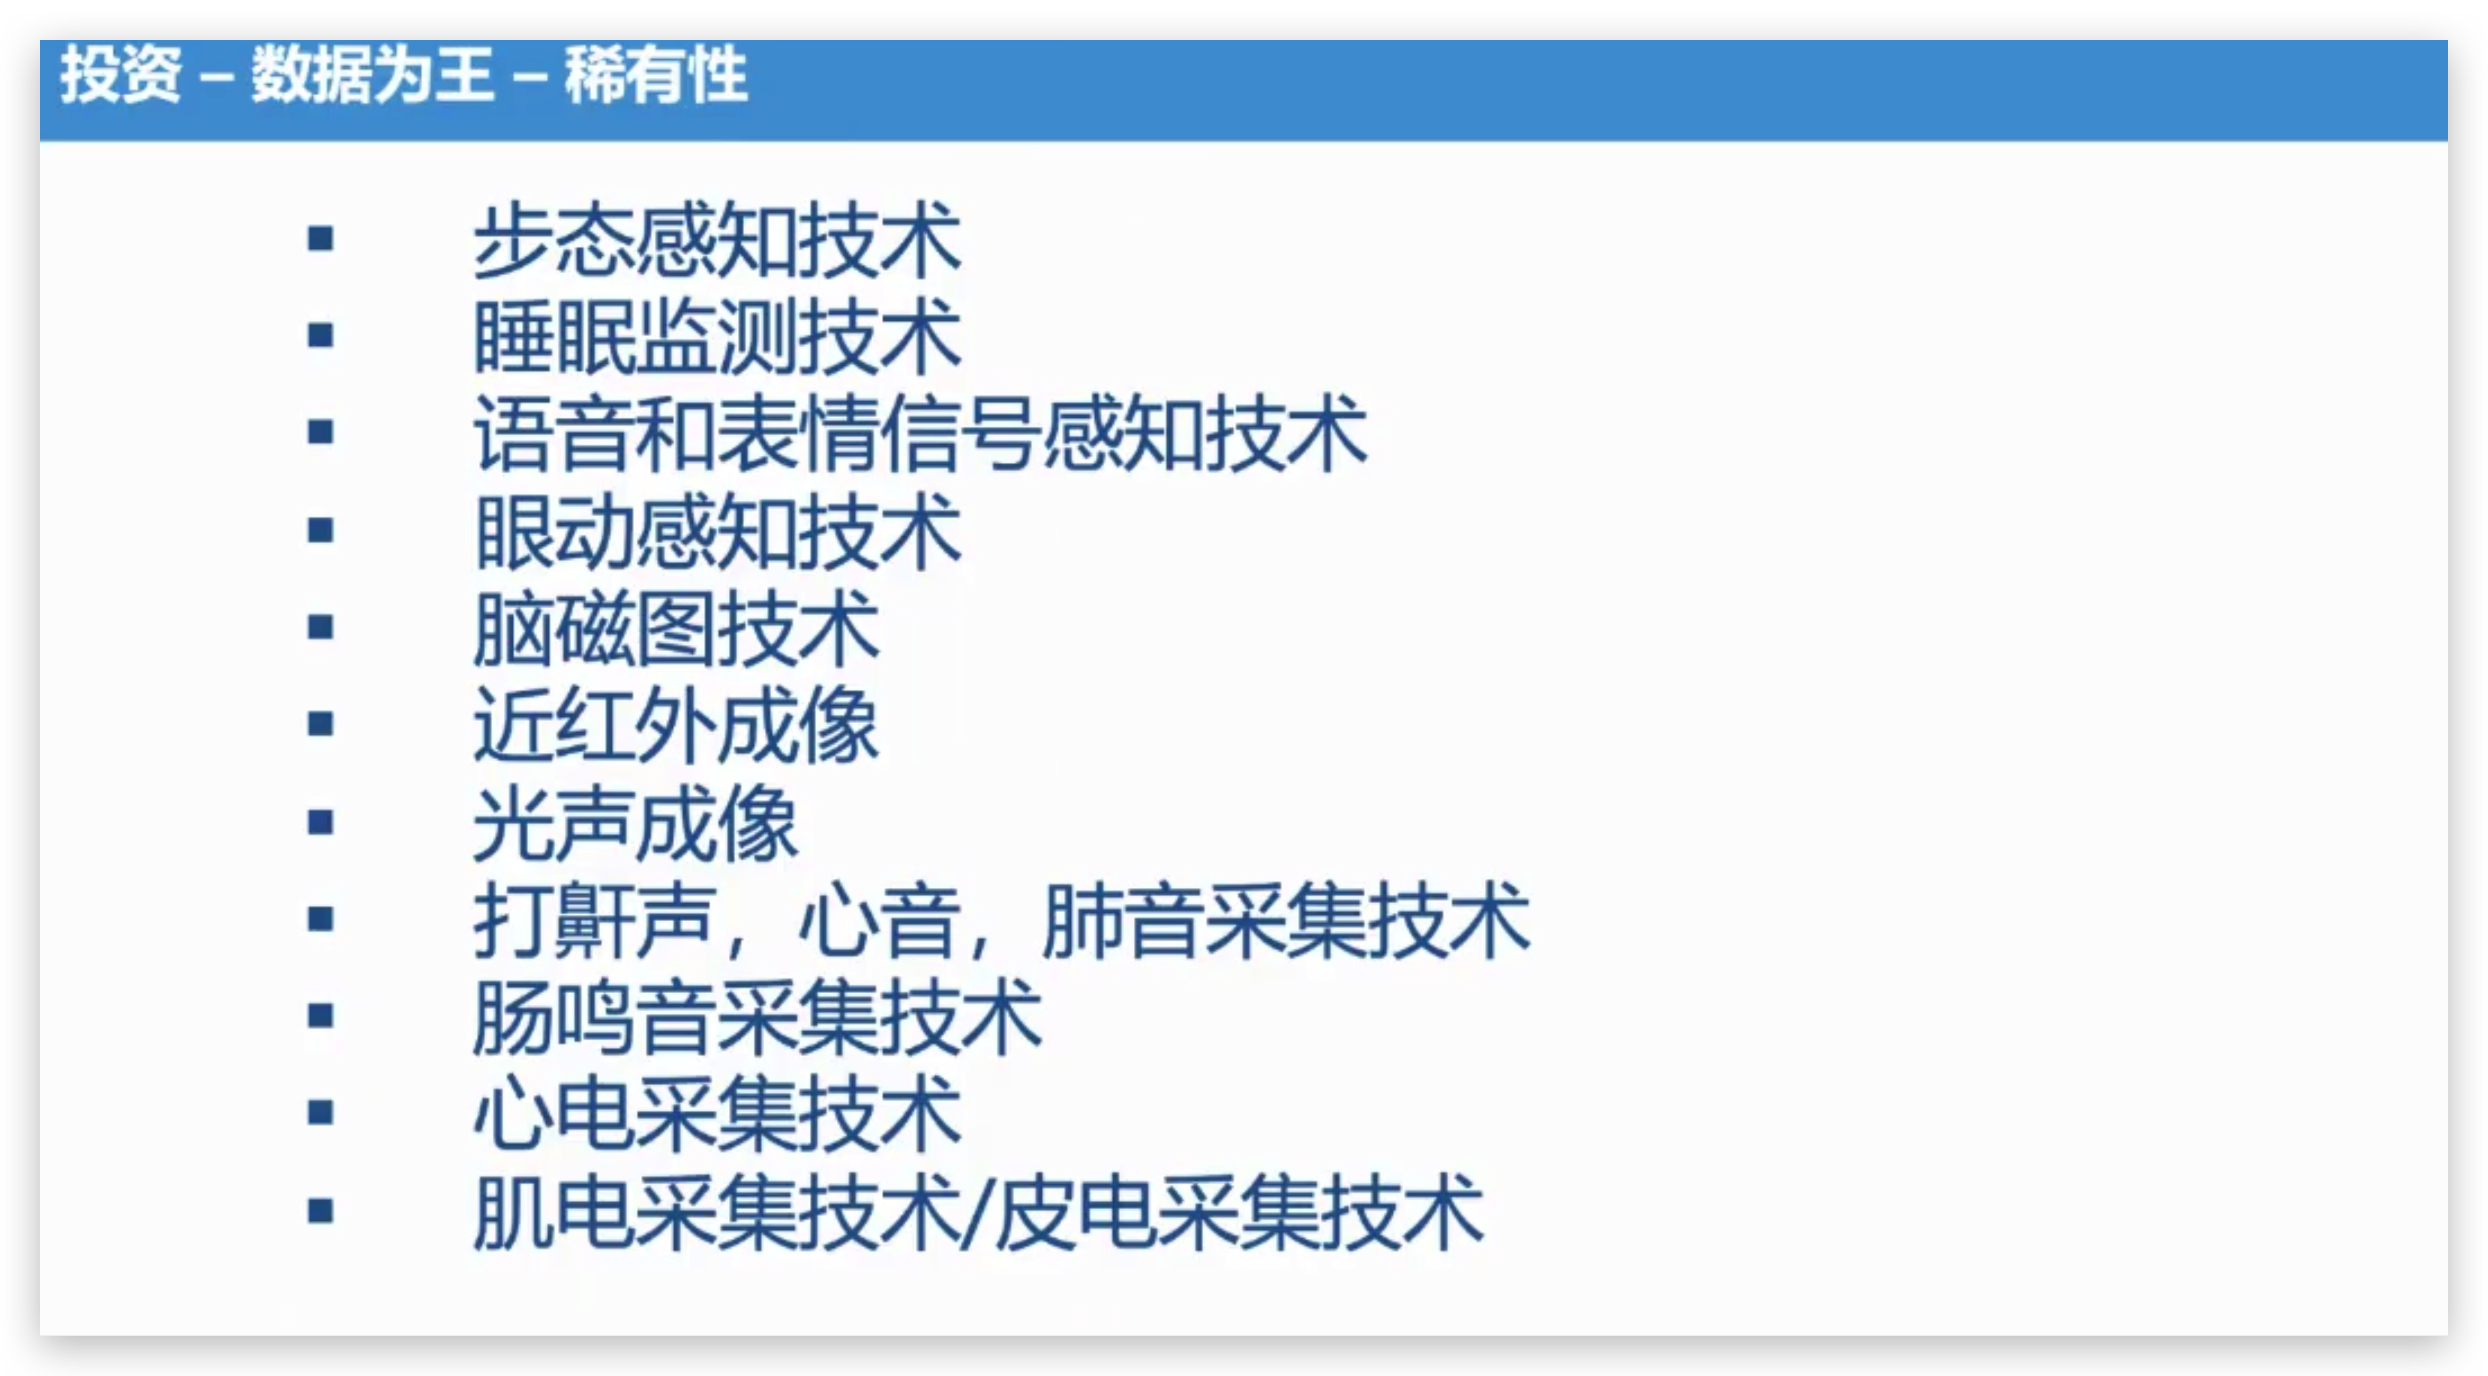 投资 – 数据为王 – 稀有性
▪ 步态感知技术
▪ 睡眠监测技术
▪ 语音和表情信号感知技术
▪ 眼动感知技术
▪ 脑磁图技术
▪ 近红外成像
▪ 光声成像
▪ 打鼾声，心音，肺音采集技术
▪ 肠鸣音采集技术
▪ 心电采集技术
▪ 肌电采集技术/皮电采集技术